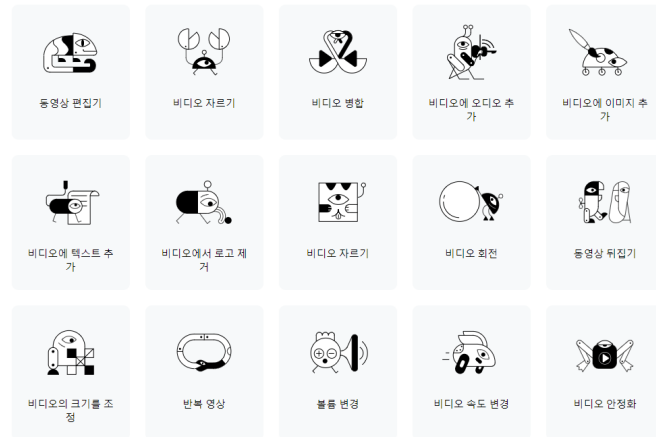 동영상 편집기
비디오 자르기
비디오 병합
비디오에 오디오 추
가
비디오에 이미지 추
가
비디오에 텍스트 추
가
비디오에서 로고 제
거
비디오 자르기
비디오 회전
동영상 뒤집기
비디오의 크기를 조
정
반복 영상
볼륨 변경
비디오 속도 변경
비디오 안정화